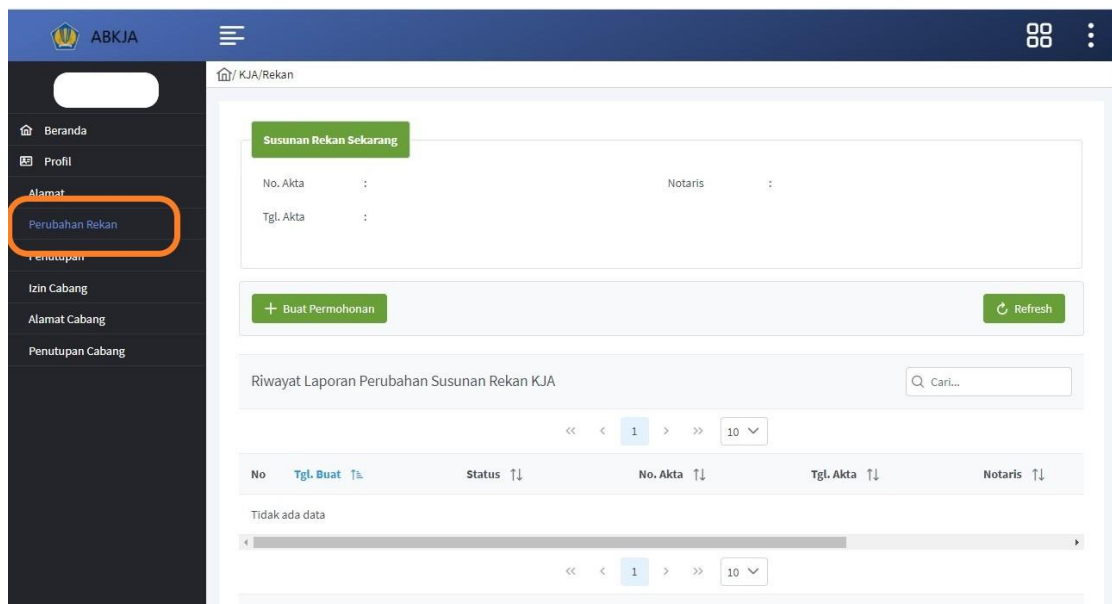 ABKJA
/ KJA/Rekan
Beranda
Profil
Alamat
Perubahan Rekan
Penutupan
Izin Cabang
Alamat Cabang
Penutupan Cabang
Susunan Rekan Sekarang
No. Akta : Notaris :
Tgl. Akta :
+ Buat Permohonan Refresh
Riwayat Laporan Perubahan Susunan Rekan KJA Cari...
<< < 1 > >> 10
No Tgl. Buat Status No. Akta Tgl. Akta Notaris
Tidak ada data
<< < 1 > >> 10